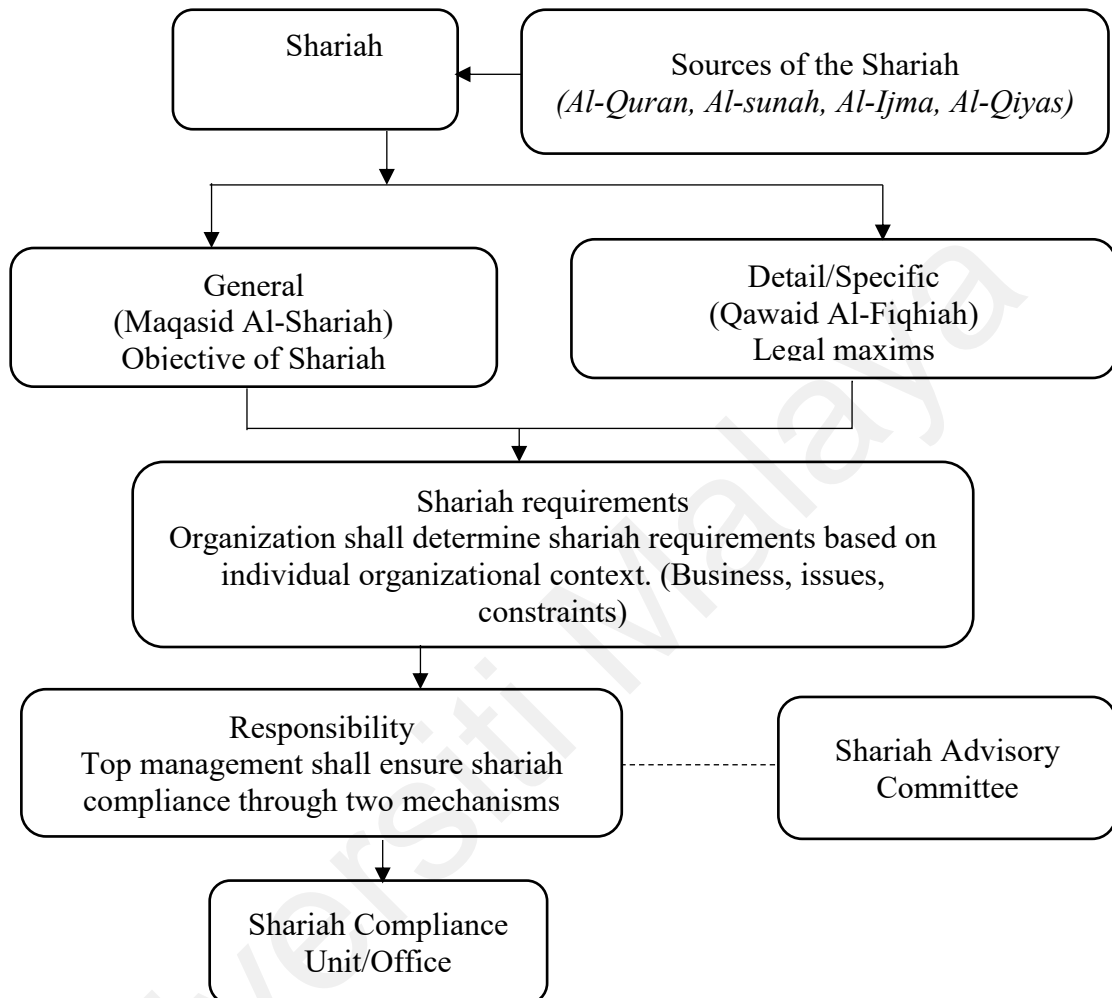 Shariah
Sources of the Shariah
(Al-Quran, Al-sunah, Al-Ijma, Al-Qiyas)
General
(Maqasid Al-Shariah)
Objective of Shariah
Detail/Specific
(Qawaid Al-Fiqhiah)
Legal maxims
Shariah requirements
Organization shall determine shariah requirements based on
individual organizational context. (Business, issues,
constraints)
Responsibility
Top management shall ensure shariah
compliance through two mechanisms
Shariah Advisory
Committee
Shariah Compliance
Unit/Office
versiti Malaya